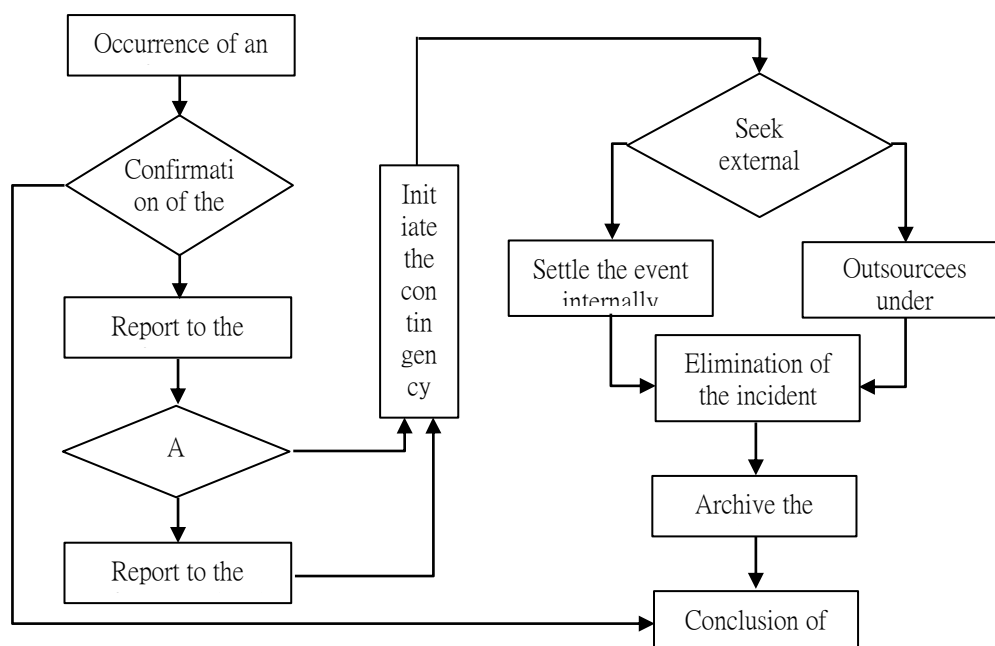 Occurrence of an
Confirmati
on of the
Report to the
A
Report to the
Init
iate
the
con
tin
gen
cy
Seek
external
Settle the event
internally
Outsourcees
under
Elimination of
the incident
Archive the
Conclusion of